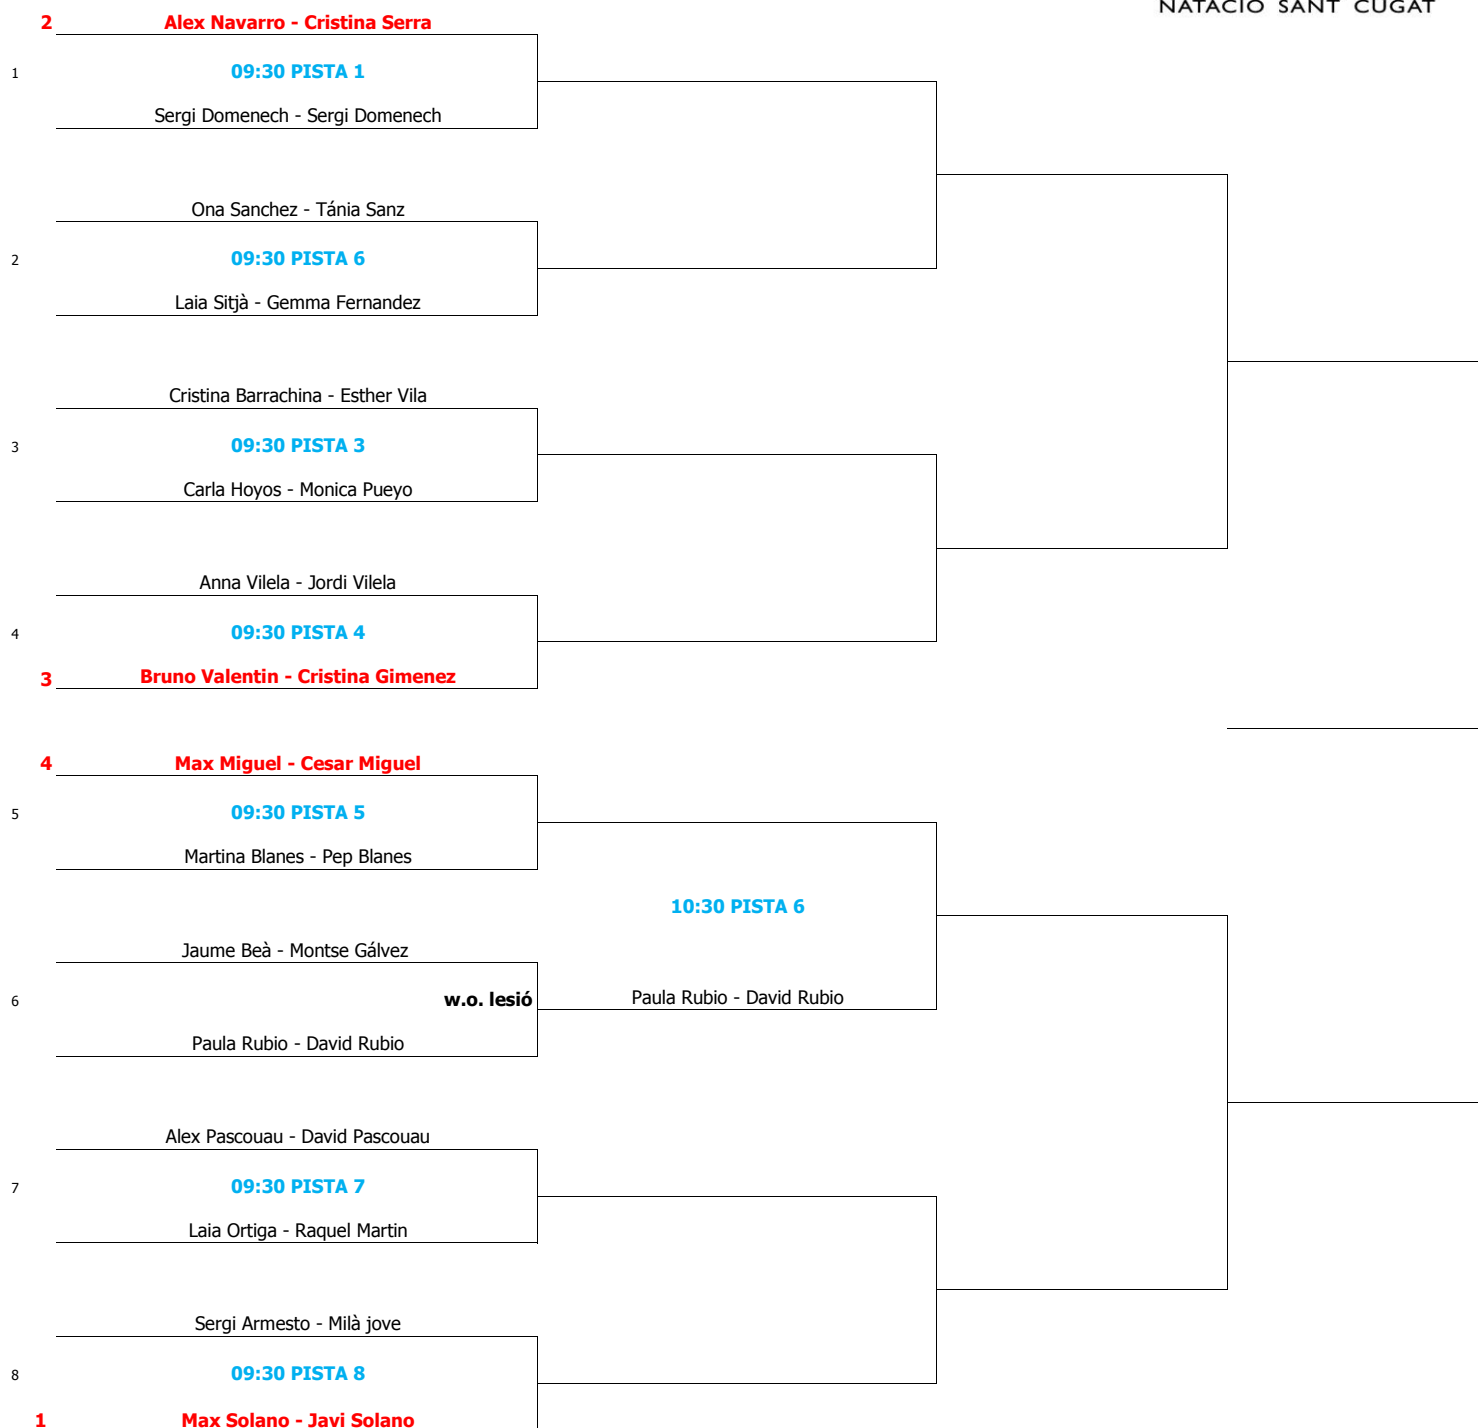 NATACIÓ SANT CUGAT
2 Alex Navarro - Cristina Serra
1 09:30 PISTA 1
Sergi Domenech - Sergi Domenech
Ona Sanchez - Tánia Sanz
2 09:30 PISTA 6
Laia Sitjà - Gemma Fernandez
Cristina Barrachina - Esther Vila
3 09:30 PISTA 3
Carla Hoyos - Monica Pueyo
Anna Vilela - Jordi Vilela
4 09:30 PISTA 4
3 Bruno Valentin - Cristina Gimenez
4 Max Miguel - Cesar Miguel
5 09:30 PISTA 5
Martina Blanes - Pep Blanes
10:30 PISTA 6
Jaume Beà - Montse Gálvez
6 w.o. lesió Paula Rubio - David Rubio
Paula Rubio - David Rubio
Alex Pascouau - David Pascouau
7 09:30 PISTA 7
Laia Ortiga - Raquel Martin
Sergi Armesto - Milà jove
8 09:30 PISTA 8
1 Max Solano - Javi Solano